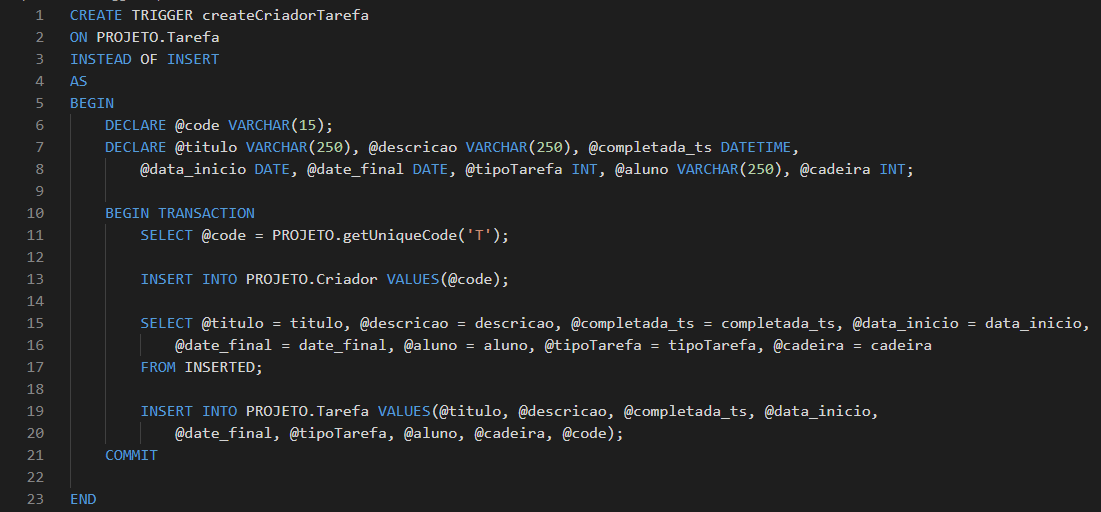 1 CREATE TRIGGER createCriadorTarefa
2 ON PROJETO.Tarefa
3 INSTEAD OF INSERT
4 AS
5 BEGIN
6 DECLARE @code VARCHAR(15);
7 DECLARE @titulo VARCHAR(250), @descricao VARCHAR(250), @completada_ts DATETIME,
8 @data_inicio DATE, @date_final DATE, @tipoTarefa INT, @aluno VARCHAR(250), @cadeira INT;
9
10 BEGIN TRANSACTION
11 SELECT @code = PROJETO.getUniqueCode('T');
12
13 INSERT INTO PROJETO.Criador VALUES(@code);
14
15 SELECT @titulo = titulo, @descricao = descricao, @completada_ts = completada_ts, @data_inicio = data_inicio,
16 @date_final = date_final, @aluno = aluno, @tipoTarefa = tipoTarefa, @cadeira = cadeira
17 FROM INSERTED;
18
19 INSERT INTO PROJETO.Tarefa VALUES(@titulo, @descricao, @completada_ts, @data_inicio,
20 @date_final, @tipoTarefa, @aluno, @cadeira, @code);
21 COMMIT
22
23 END